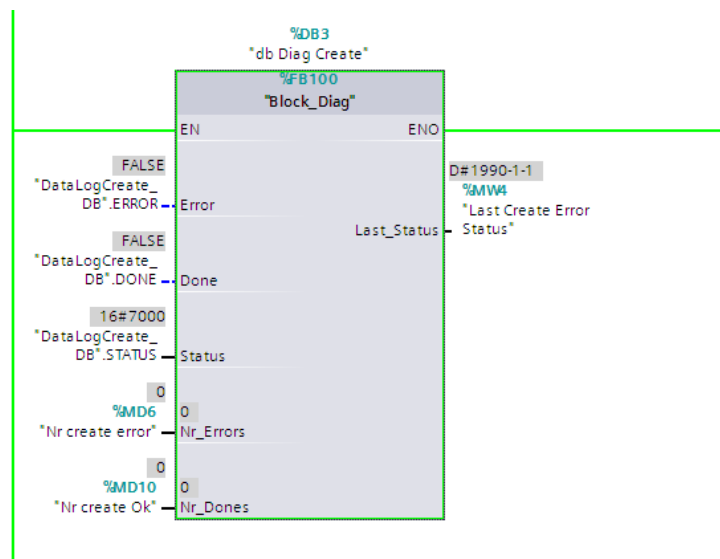 %DB3
"db Diag Create"
%FB100
"Block_Diag"
EN
ENO
FALSE
"DataLogCreate_
DB".ERROR
Error
D#1990-1-1
%MW4
"Last Create Error
Status"
Last_Status
FALSE
"DataLogCreate_
DB".DONE
Done
16#7000
"DataLogCreate_
DB".STATUS
Status
0
%MD6
0
"Nr create error"
Nr_Errors
0
%MD10
0
"Nr create Ok"
Nr_Dones